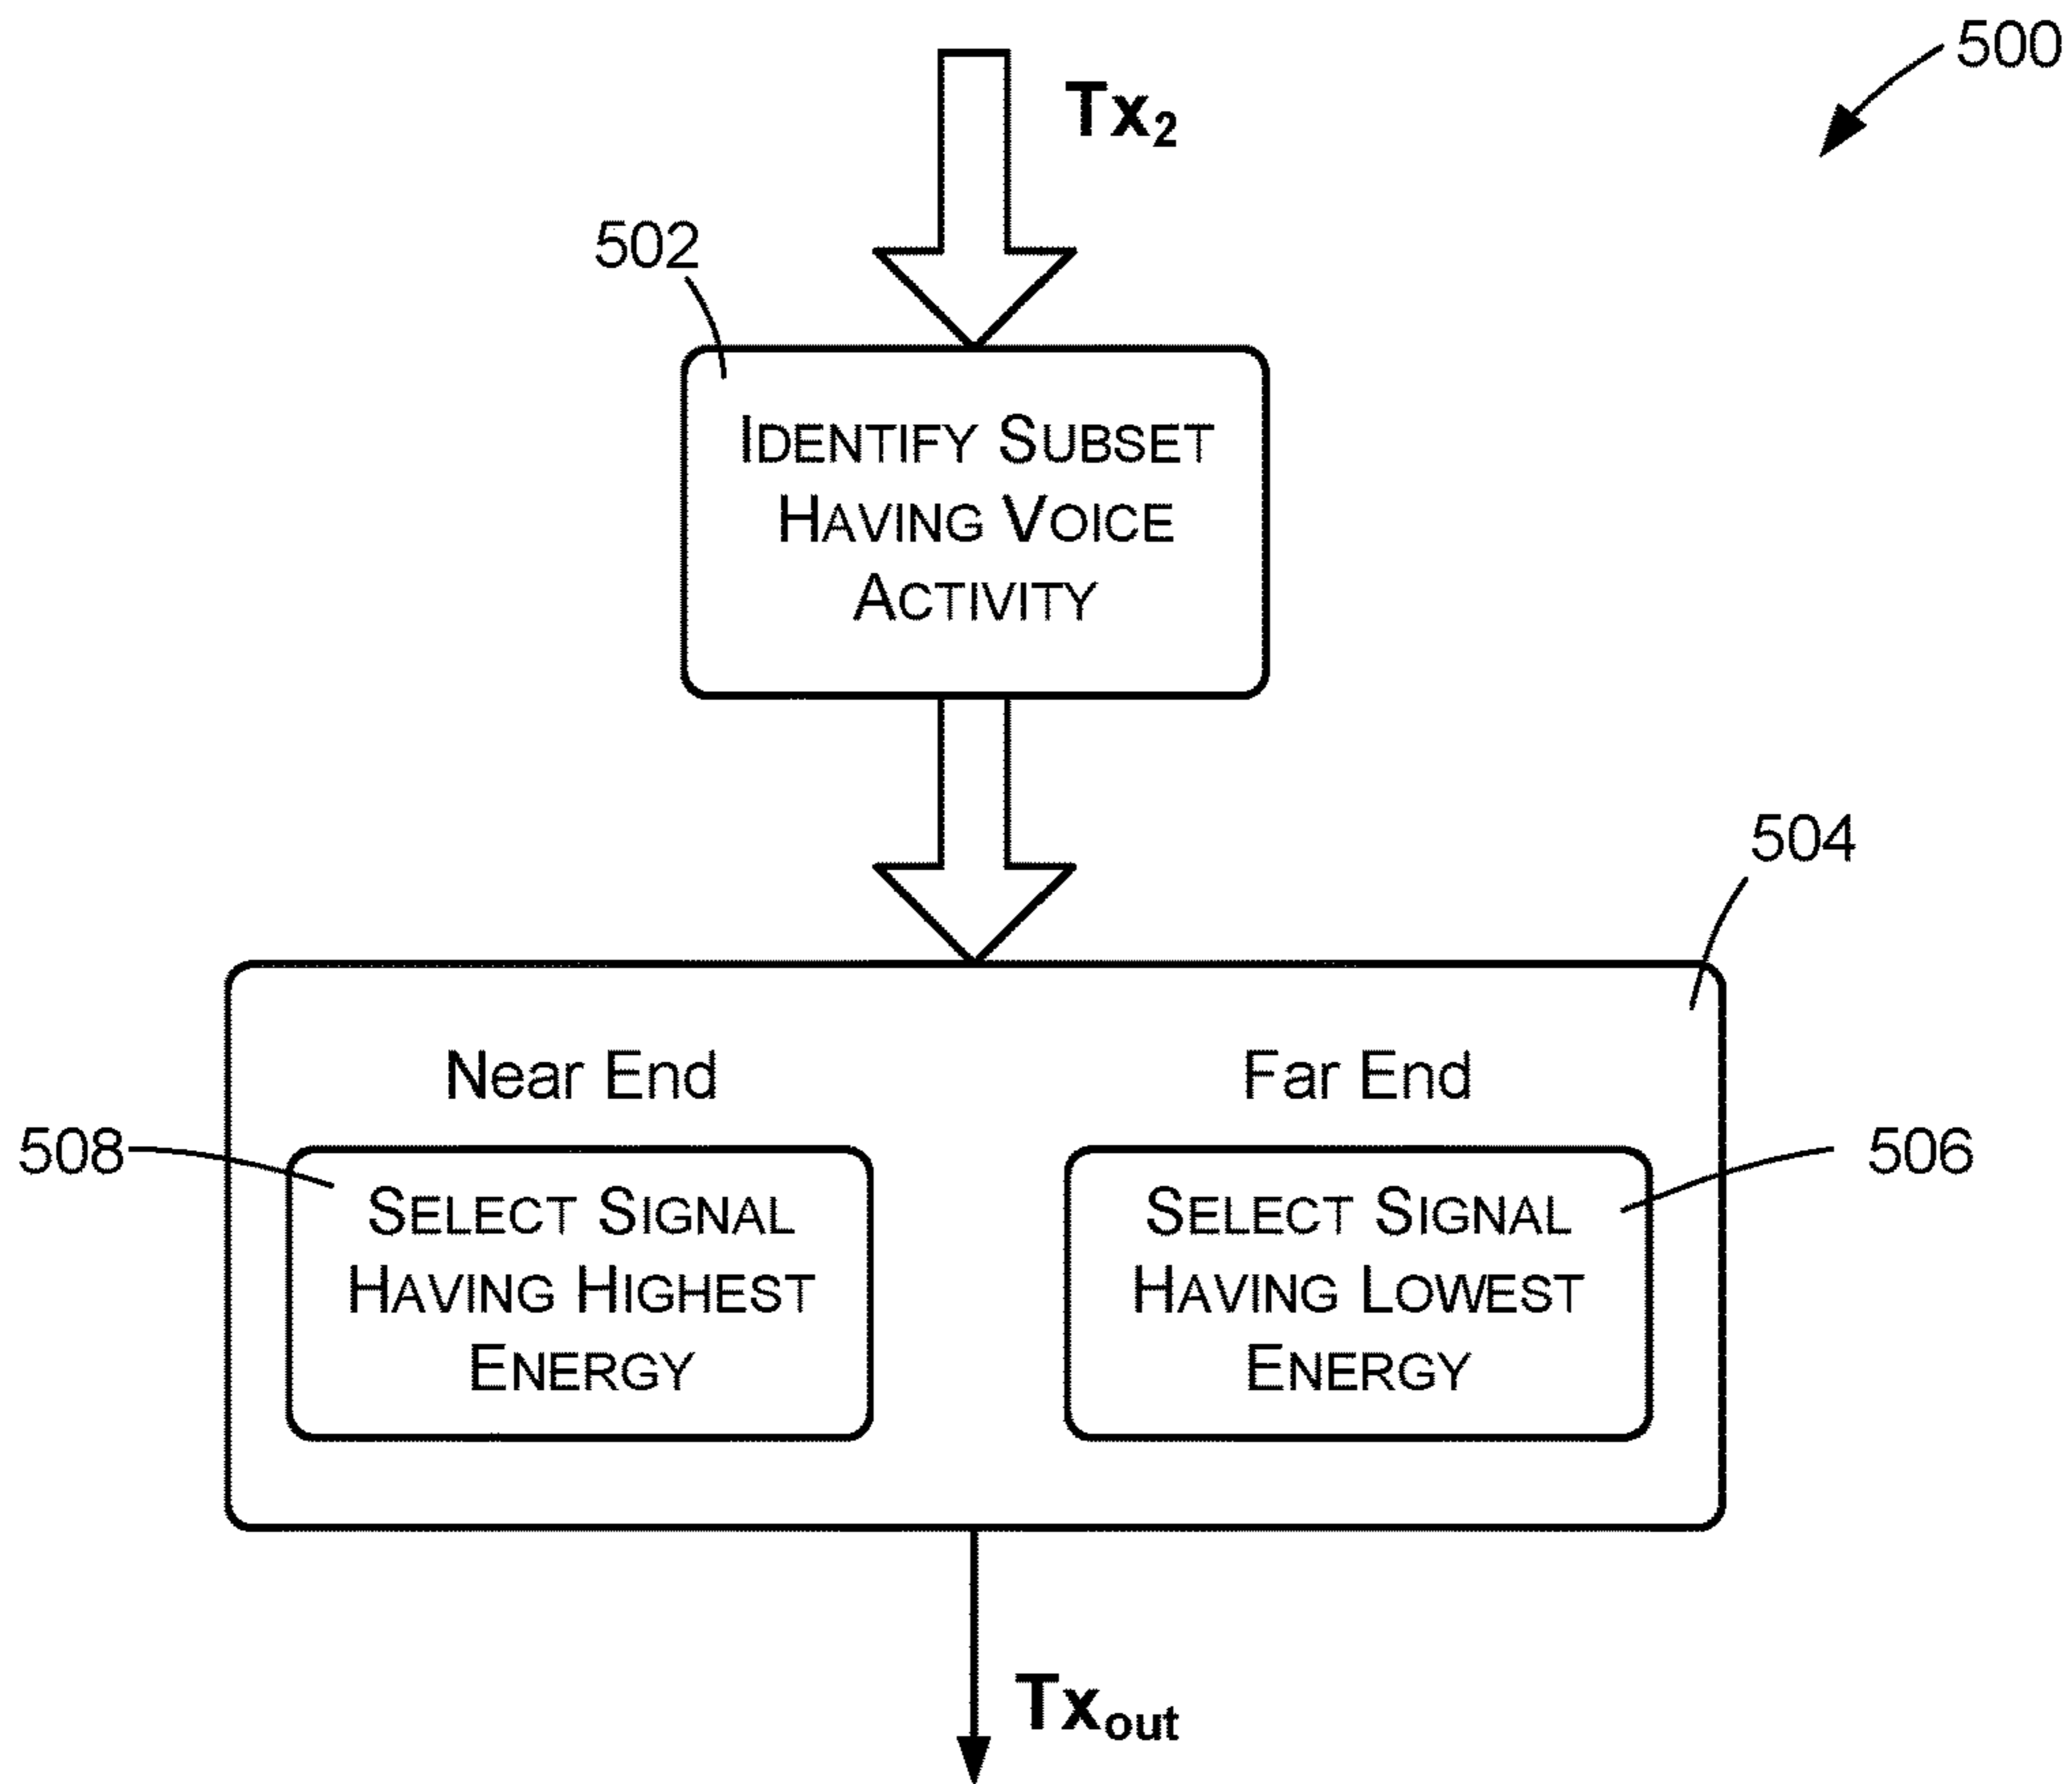 500
Tx2
502
IDENTIFY SUBSET
HAVING VOICE
ACTIVITY
504
Near End
Far End
508
506
SELECT SIGNAL
HAVING HIGHEST
ENERGY
SELECT SIGNAL
HAVING LOWEST
ENERGY
Txout